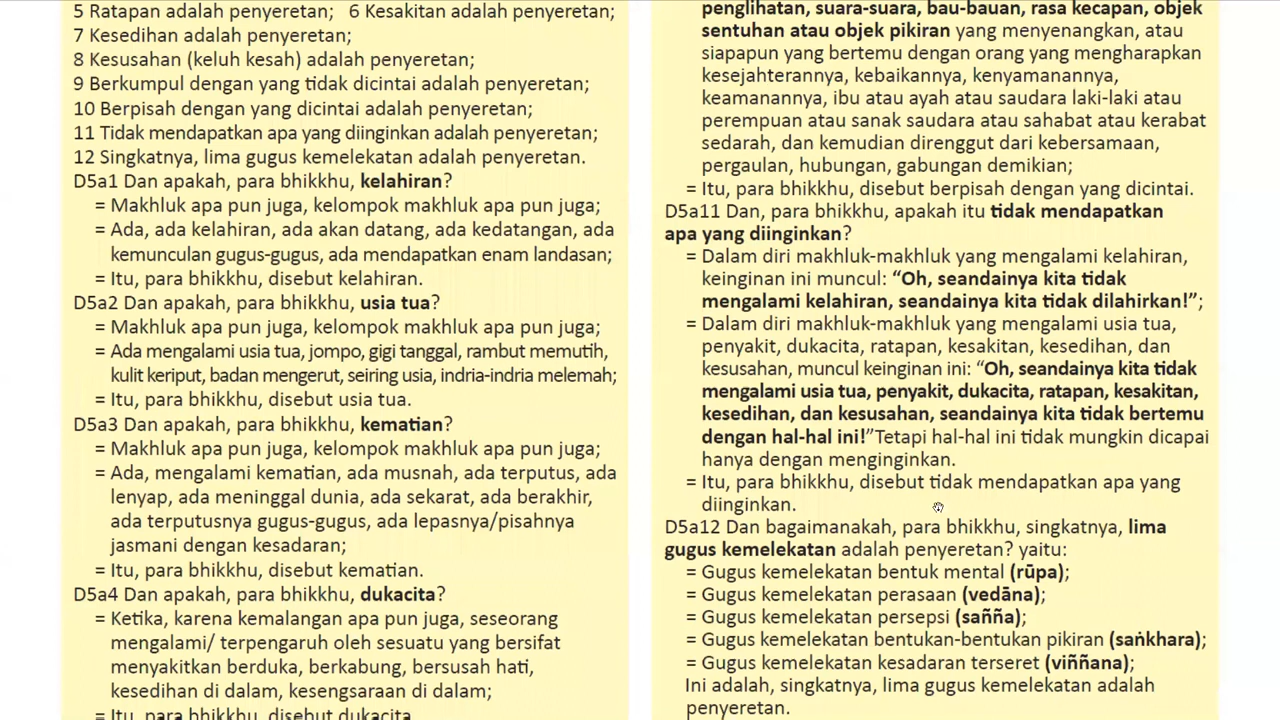 5 Ratapan adalah penyeretan;   6 Kesakitan adalah penyeretan;
7 Kesedihan adalah penyeretan;
8 Kesusahan (keluh kesah) adalah penyeretan;
9 Berkumpul dengan yang tidak dicintai adalah penyeretan;
10 Berpisah dengan yang dicintai adalah penyeretan;
11 Tidak mendapatkan apa yang diinginkan adalah penyeretan;
12 Singkatnya, lima gugus kemelekatan adalah penyeretan.
D5a1 Dan apakah, para bhikkhu, kelahiran?
= Makhluk apa pun juga, kelompok makhluk apa pun juga;
= Ada, ada kelahiran, ada akan datang, ada kedatangan, ada
kemunculan gugus-gugus, ada mendapatkan enam landasan;
= Itu, para bhikkhu, disebut kelahiran.
D5a2 Dan apakah, para bhikkhu, usia tua?
= Makhluk apa pun juga, kelompok makhluk apa pun juga;
= Ada mengalami usia tua, jompo, gigi tanggal, rambut memutih,
kulit keriput, badan mengerut, seiring usia, indria-indria melemah;
= Itu, para bhikkhu, disebut usia tua.
D5a3 Dan apakah, para bhikkhu, kematian?
= Makhluk apa pun juga, kelompok makhluk apa pun juga;
= Ada, mengalami kematian, ada musnah, ada terputus, ada
lenyap, ada meninggal dunia, ada sekarat, ada berakhir,
ada terputusnya gugus-gugus, ada lepasnya/pisahnya
jasmani dengan kesadaran;
= Itu, para bhikkhu, disebut kematian.
D5a4 Dan apakah, para bhikkhu, dukacita?
= Ketika, karena kemalangan apa pun juga, seseorang
mengalami/ terpengaruh oleh sesuatu yang bersifat
menyakitkan berduka, berkabung, bersusah hati,
kesedihan di dalam, kesengsaraan di dalam;
= Itu, para bhikkhu, disebut dukacita.
penglihatan, suara-suara, bau-bauan, rasa kecapan, objek
sentuhan atau objek pikiran yang menyenangkan, atau
siapapun yang bertemu dengan orang yang mengharapkan
kesejahterannya, kebaikannya, kenyamanannya,
keamanannya, ibu atau ayah atau saudara laki-laki atau
perempuan atau sanak saudara atau sahabat atau kerabat
sedarah, dan kemudian direnggut dari kebersamaan,
pergaulan, hubungan, gabungan demikian;
= Itu, para bhikkhu, disebut berpisah dengan yang dicintai.
D5a11 Dan, para bhikkhu, apakah itu tidak mendapatkan
apa yang diinginkan?
= Dalam diri makhluk-makhluk yang mengalami kelahiran,
keinginan ini muncul: “Oh, seandainya kita tidak
mengalami kelahiran, seandainya kita tidak dilahirkan!”;
= Dalam diri makhluk-makhluk yang mengalami usia tua,
penyakit, dukacita, ratapan, kesakitan, kesedihan, dan
kesusahan, muncul keinginan ini: “Oh, seandainya kita tidak
mengalami usia tua, penyakit, dukacita, ratapan, kesakitan,
kesedihan, dan kesusahan, seandainya kita tidak bertemu
dengan hal-hal ini!”Tetapi hal-hal ini tidak mungkin dicapai
hanya dengan menginginkan.
= Itu, para bhikkhu, disebut tidak mendapatkan apa yang
diinginkan.
D5a12 Dan bagaimanakah, para bhikkhu, singkatnya, lima
gugus kemelekatan adalah penyeretan? yaitu:
= Gugus kemelekatan bentuk mental (rūpa);
= Gugus kemelekatan perasaan (vedāna);
= Gugus kemelekatan persepsi (sañña);
= Gugus kemelekatan bentukan-bentukan pikiran (saṅkhara);
= Gugus kemelekatan kesadaran terseret (viññana);
Ini adalah, singkatnya, lima gugus kemelekatan adalah
penyeretan.